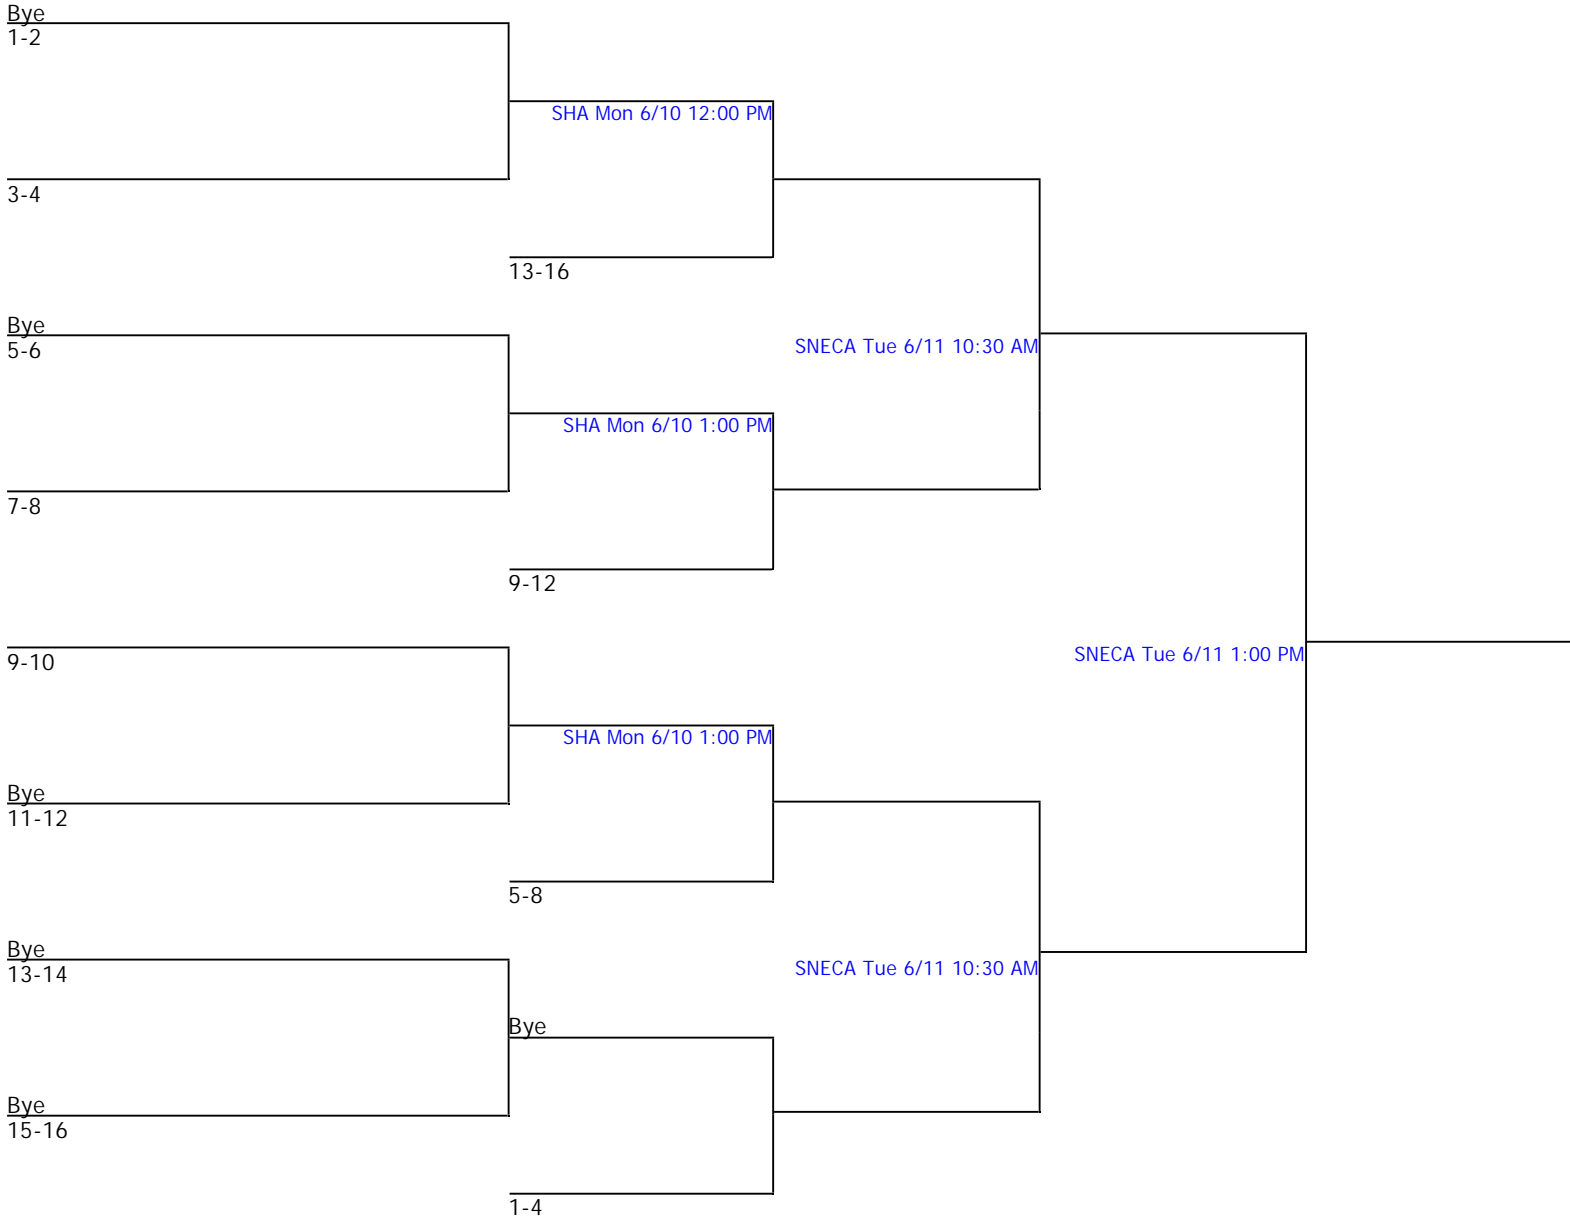 Bye
1-2
SHA Mon 6/10 12:00 PM
3-4
13-16
Bye
5-6
SNECA Tue 6/11 10:30 AM
SHA Mon 6/10 1:00 PM
7-8
9-12
9-10
SNECA Tue 6/11 1:00 PM
SHA Mon 6/10 1:00 PM
Bye
11-12
5-8
Bye
13-14
SNECA Tue 6/11 10:30 AM
Bye
Bye
15-16
1-4